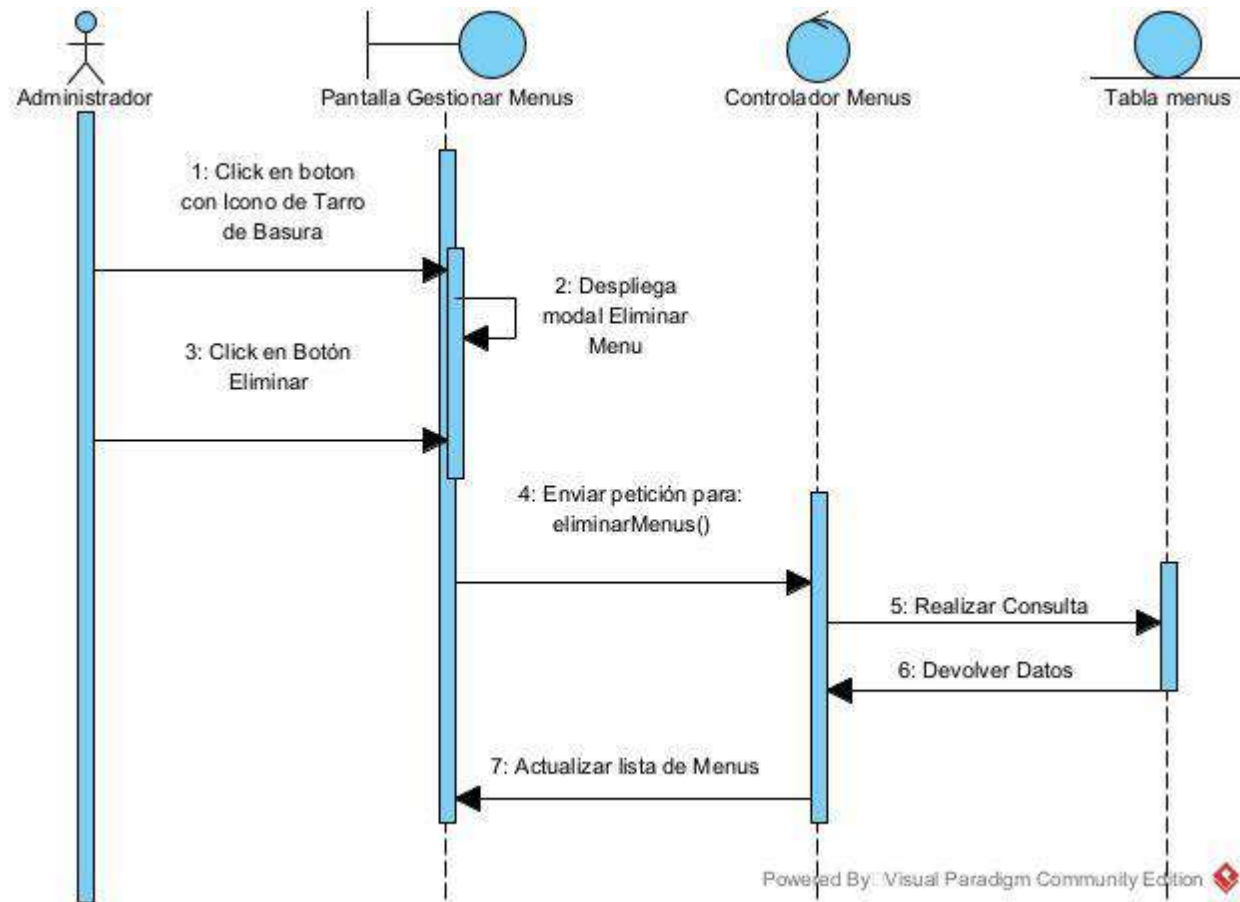 Administrador
Pantalla Gestionar Menus
Controlador Menus
Tabla menus
1: Click en boton
con Icono de Tarro
de Basura
2: Despliega
modal Eliminar
Menu
3: Click en Botón
Eliminar
4: Enviar petición para:
eliminarMenus()
5: Realizar Consulta
6: Devolver Datos
7: Actualizar lista de Menus
Powered By: Visual Paradigm Community Edition